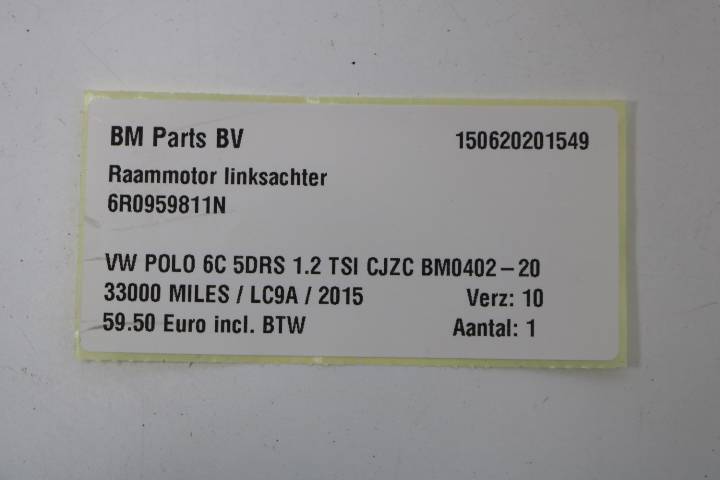 BM Parts BV 150620201549
Raammotor linksachter
6R0959811N
VW POLO 6C 5DRS 1.2 TSI CJZC BM0402-20
33000 MILES / LC9A / 2015 Verz: 10
59.50 Euro incl. BTW Aantal: 1